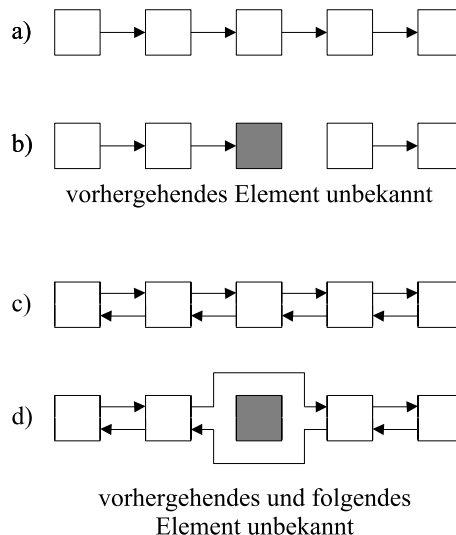 a)
b)
vorhergehendes Element unbekannt
c)
d)
vorhergehendes und folgendes
Element unbekannt